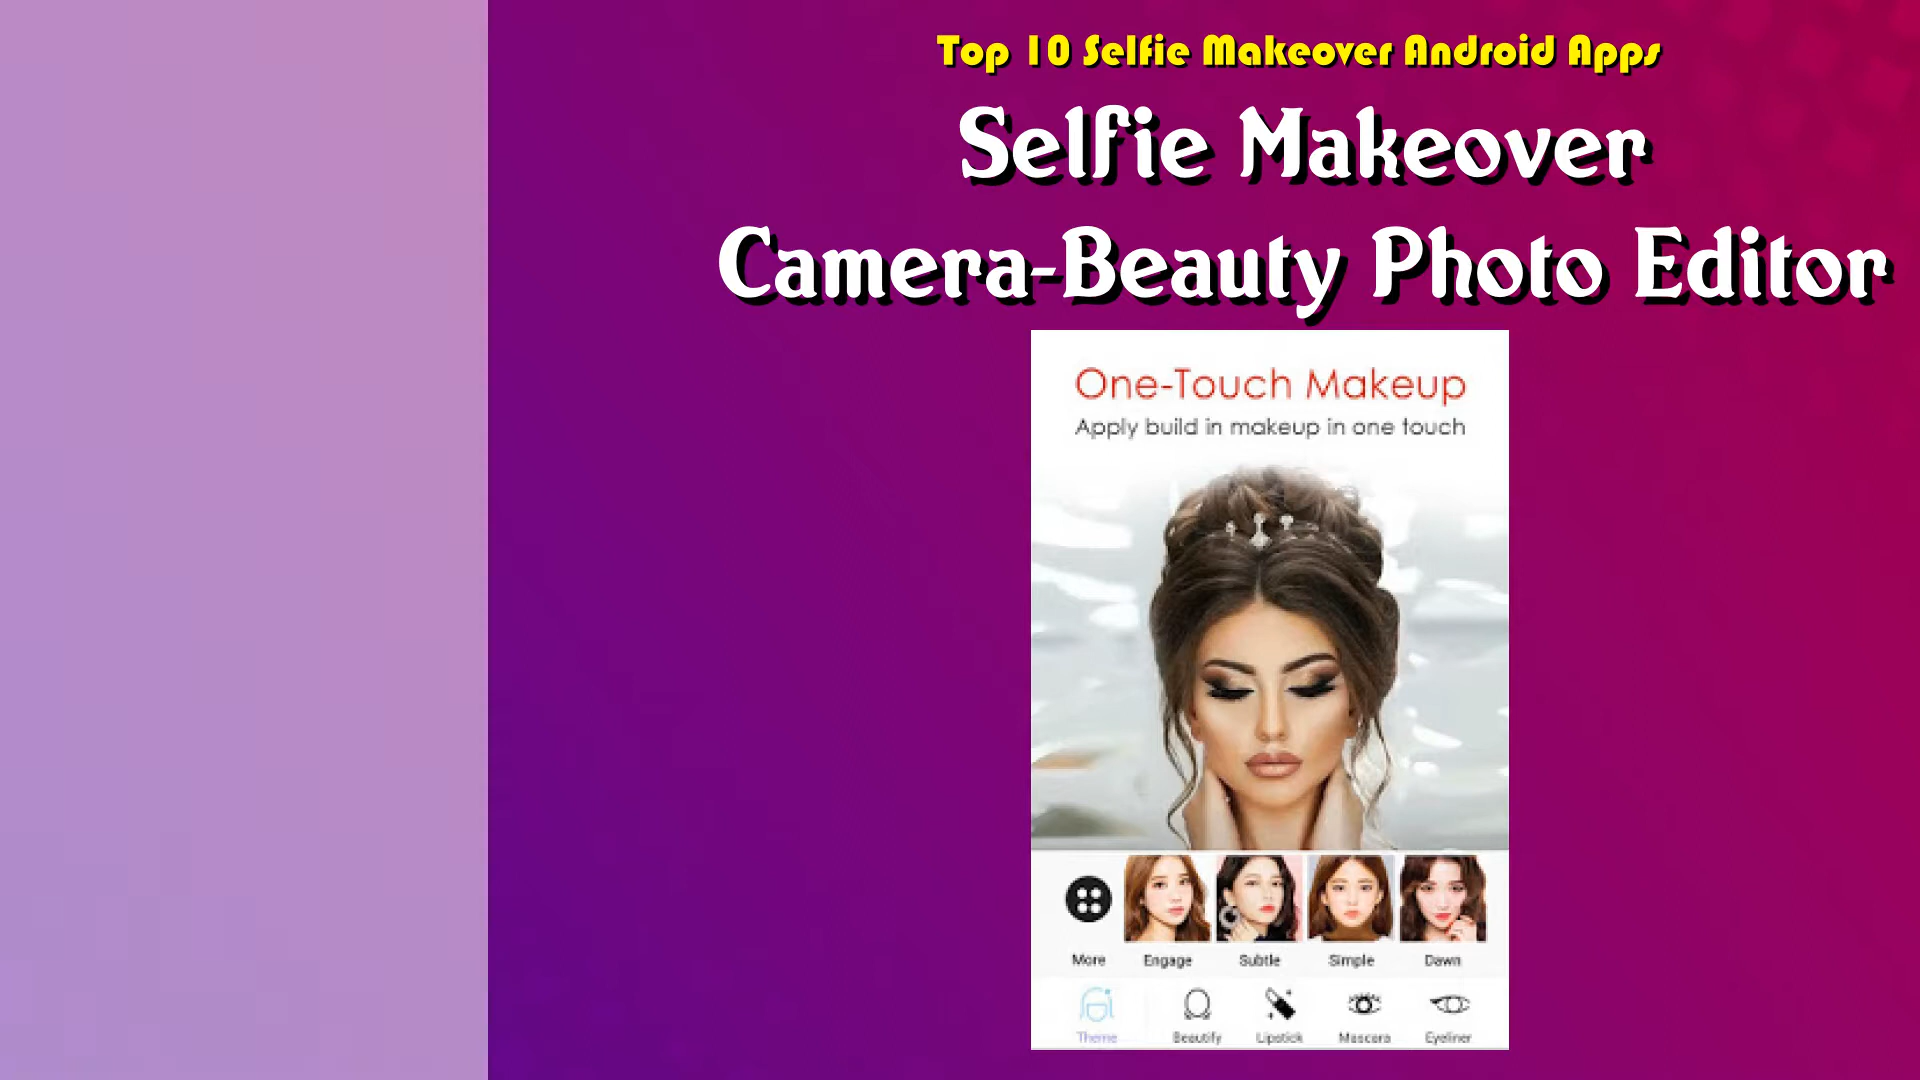 Top 10 Selfie Makeover Android Apps
Selfie Makeover
Camera-Beauty Photo Editor
One-Touch Makeup
Apply build in makeup in one touch
More Engage Subtle Simple Dawn
Theme Beautify Lipstick Mascara Eyeliner